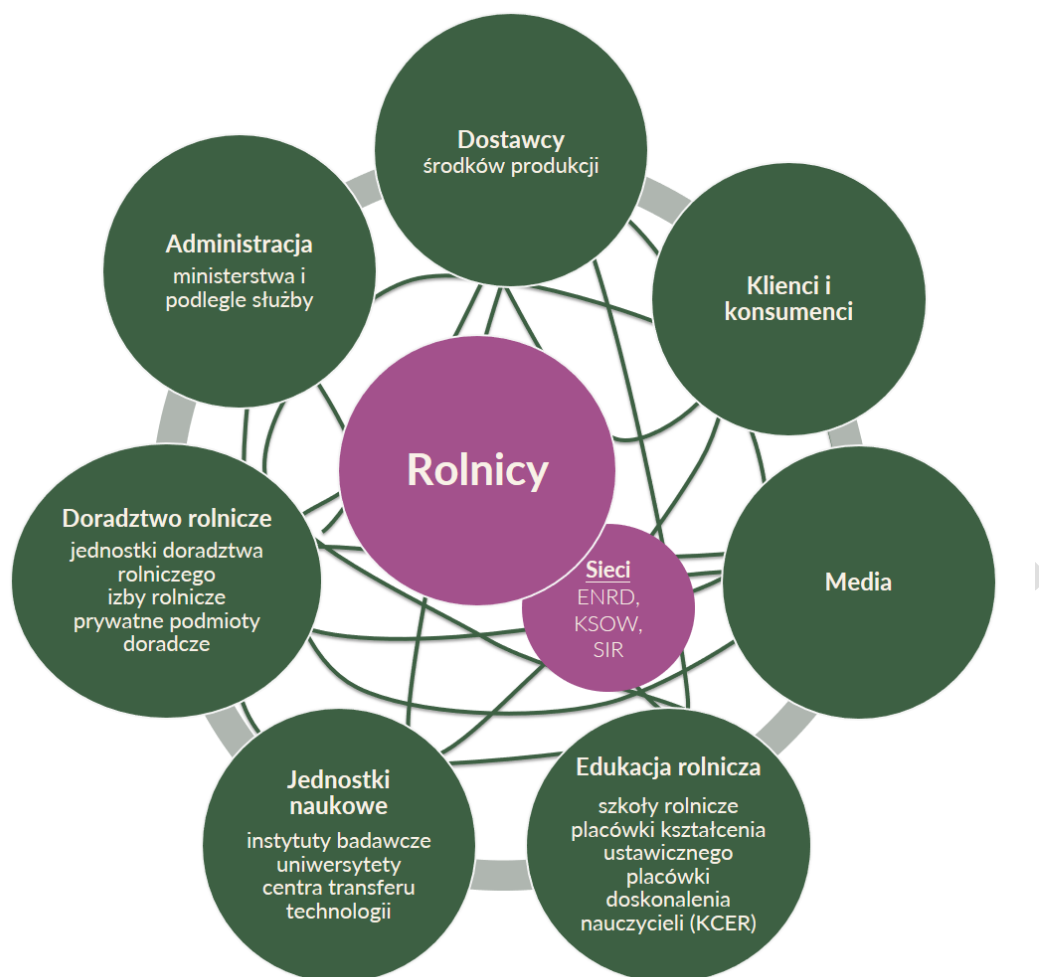 Dostawcy
środków produkcji
Administracja
ministerstwa i
podlegle służby
Klienci i
konsumenci
Rolnicy
Doradztwo rolnicze
jednostki doradztwa
rolniczego
izby rolnicze
prywatne podmioty
doradcze
Sieci
ENRD,
KSOW,
SIR
Media
Jednostki
naukowe
instytuty badawcze
uniwersytety
centra transferu
technologii
Edukacja rolnicza
szkoły rolnicze
placówki kształcenia
ustawicznego
placówki
doskonalenia
nauczycieli (KCER)